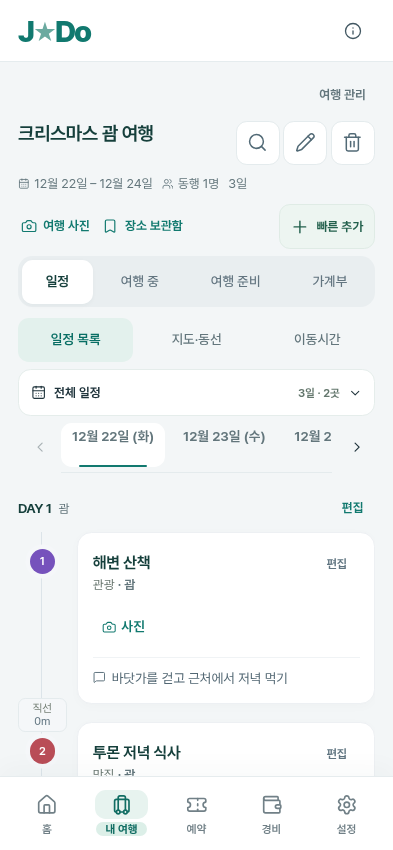 J★Do
여행 관리
크리스마스 괌 여행
12월 22일 – 12월 24일 동행 1명 3일
여행 사진 장소 보관함
빠른 추가
일정 여행 중 여행 준비 가계부
일정 목록 지도·동선 이동시간
전체 일정 3일 · 2곳
12월 22일 (화) 12월 23일 (수) 12월 2
DAY 1 괌 편집
1 해변 산책 편집
관광 · 괌
사진
바닷가를 걷고 근처에서 저녁 먹기
직선
0m
2 투몬 저녁 식사 편집
맛집 · 괌
홈 내 여행 예약 경비 설정